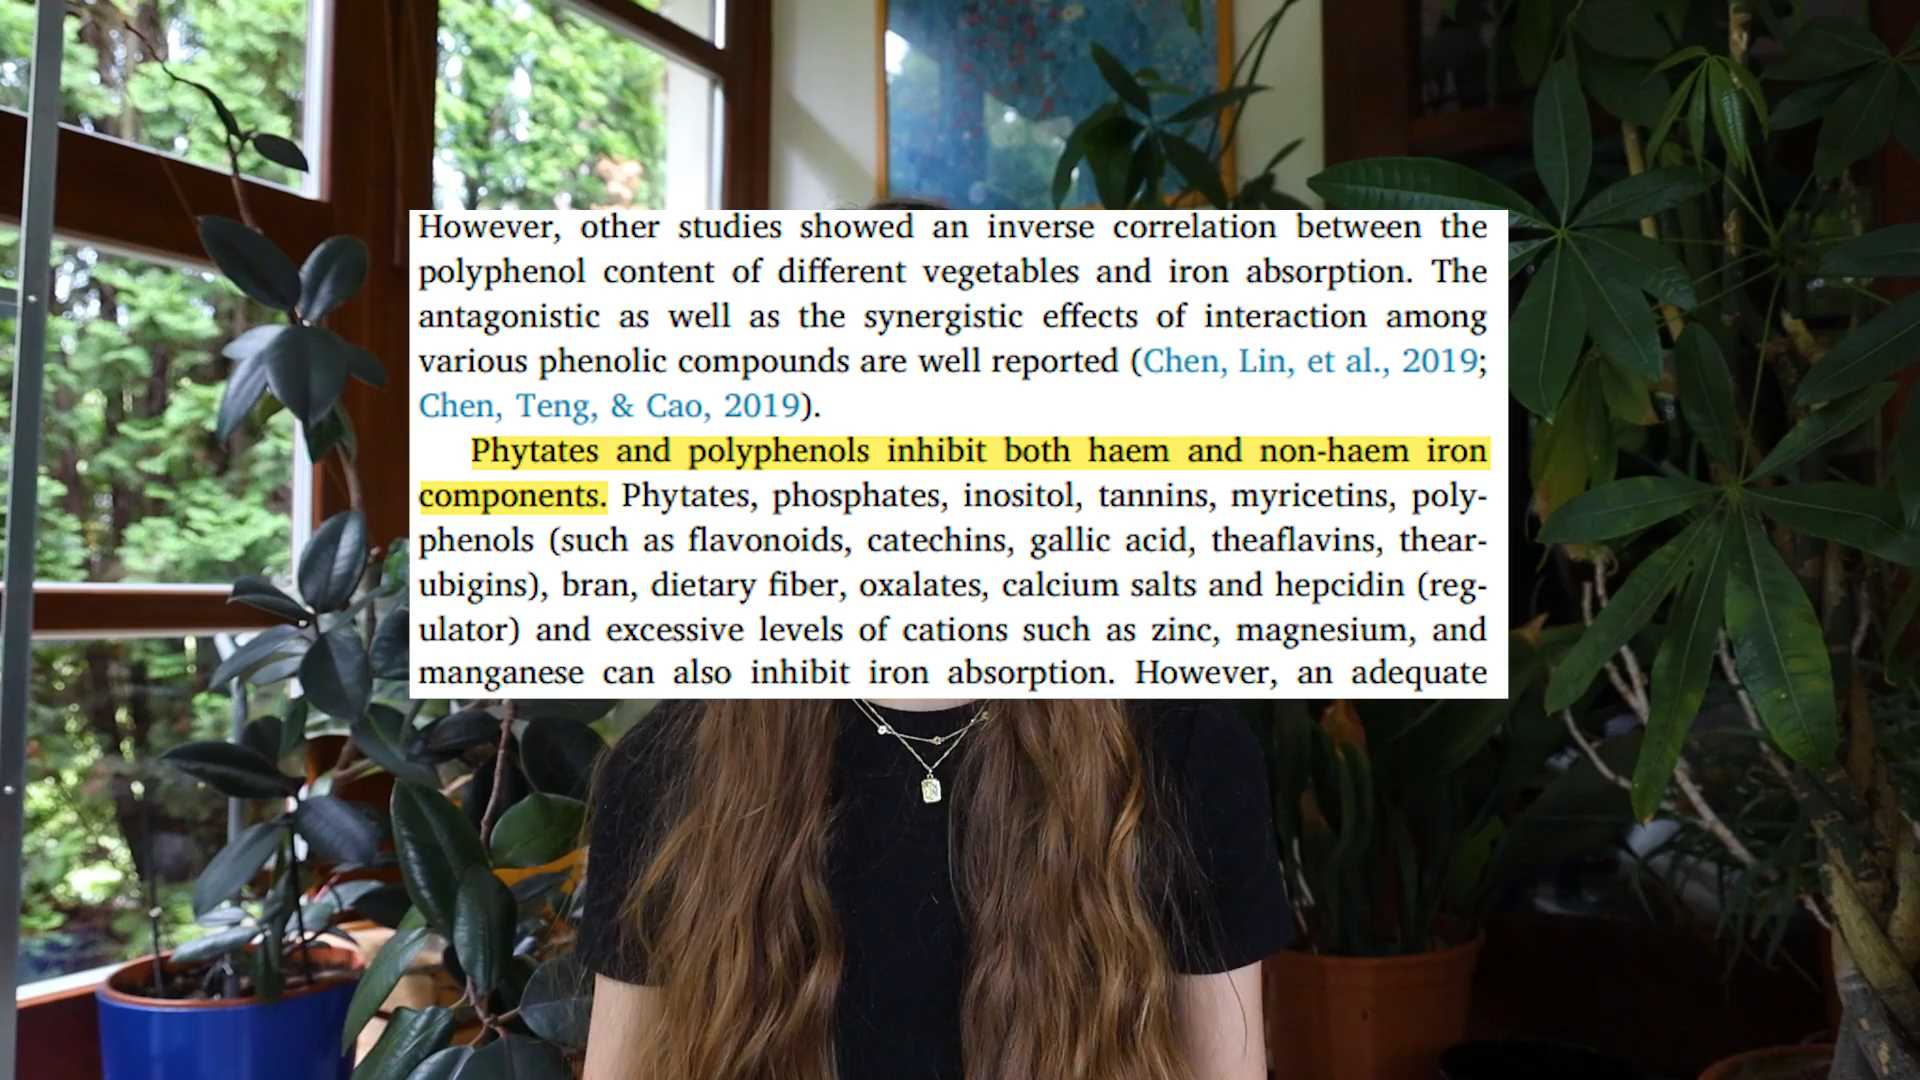 However, other studies showed an inverse correlation between the
polyphenol content of different vegetables and iron absorption. The
antagonistic as well as the synergistic effects of interaction among
various phenolic compounds are well reported (Chen, Lin, et al., 2019;
Chen, Teng, & Cao, 2019).
Phytates and polyphenols inhibit both haem and non-haem iron
components. Phytates, phosphates, inositol, tannins, myricetins, poly-
phenols (such as flavonoids, catechins, gallic acid, theaflavins, thear-
ubigins), bran, dietary fiber, oxalates, calcium salts and hepcidin (reg-
ulator) and excessive levels of cations such as zinc, magnesium, and
manganese can also inhibit iron absorption. However, an adequate